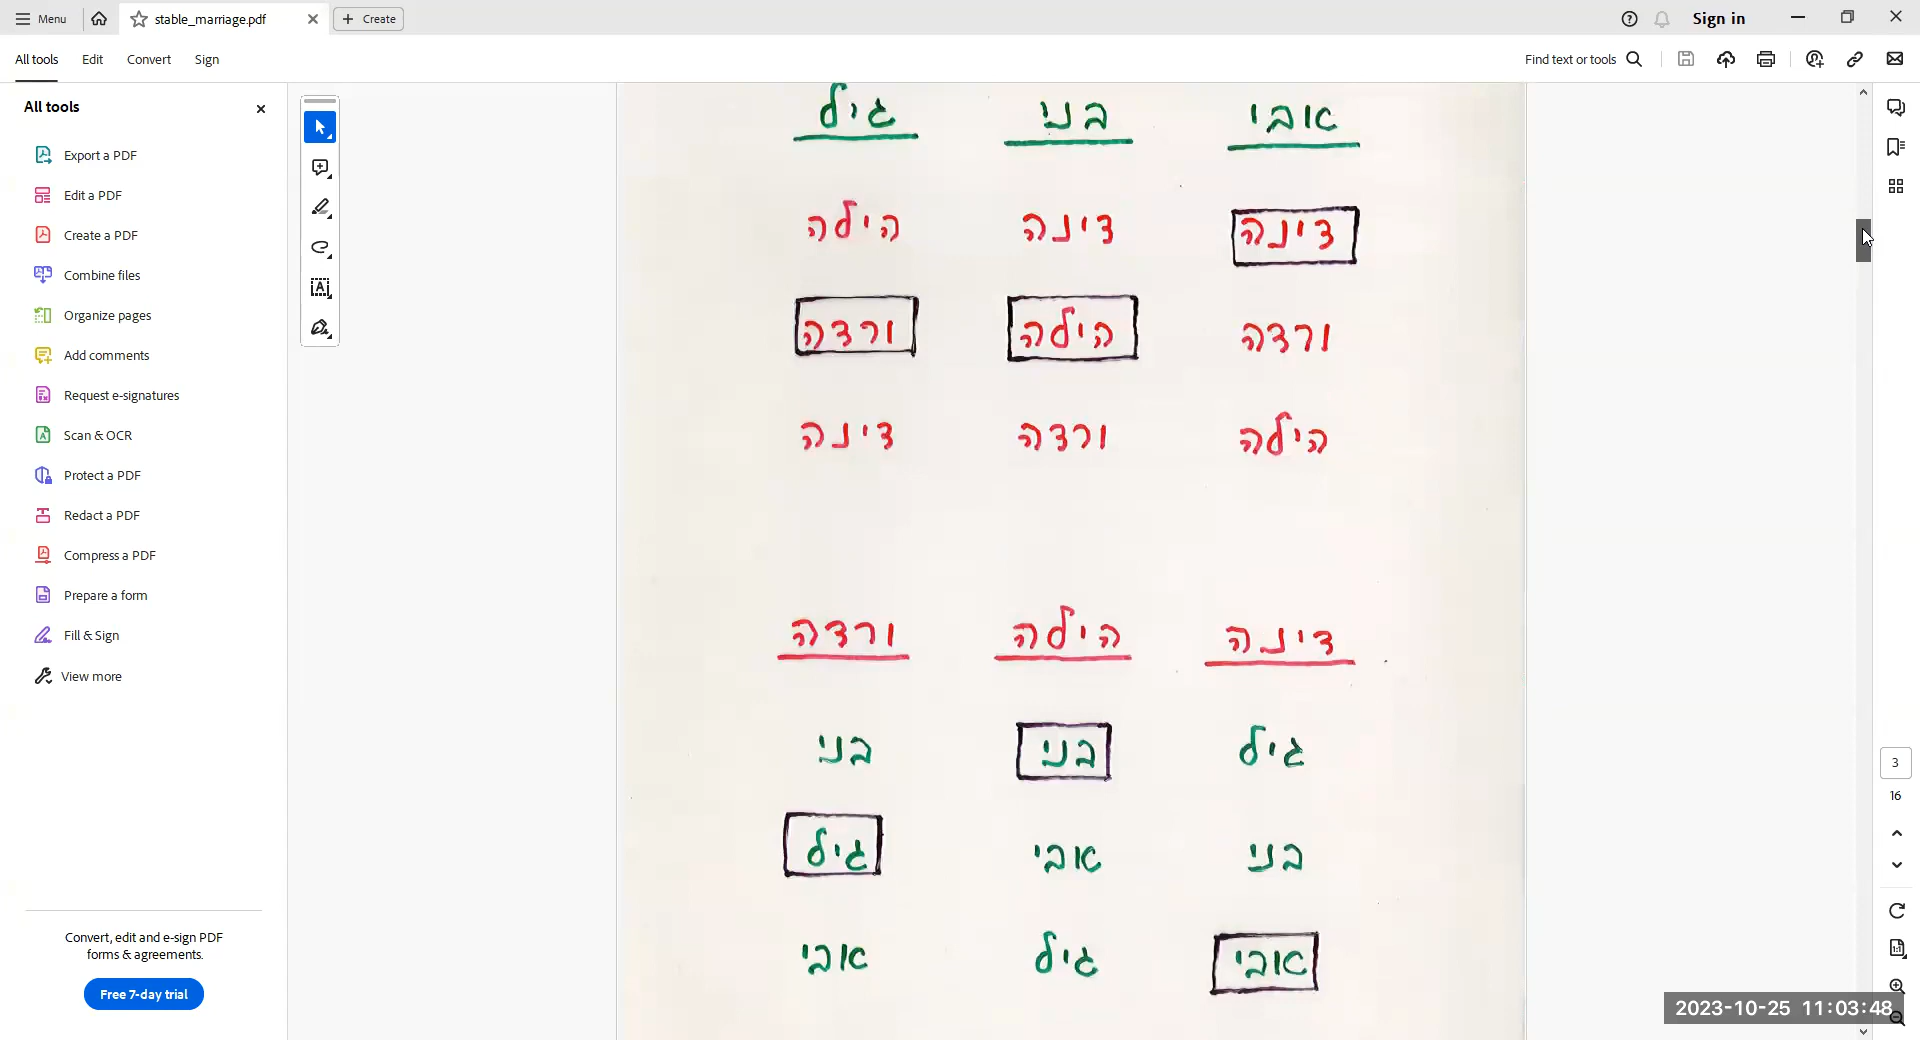 Menu
stable_marriage.pdf
Create
Sign in
All tools
Edit
Convert
Sign
Find text or tools
All tools
Export a PDF
Edit a PDF
Create a PDF
Combine files
Organize pages
Add comments
Request e-signatures
Scan & OCR
Protect a PDF
Redact a PDF
Compress a PDF
Prepare a form
Fill & Sign
View more
Convert, edit and e-sign PDF
forms & agreements.
Free 7-day trial
אובי בני גיל
דינה דינה הילה
ורדה הילה ורדה
הילה ורדה דינה
דינה הילה ורדה
גיל בני בני
בני אובי גיל
אובי גיל אובי
3
16
2023-10-25 11:03:48